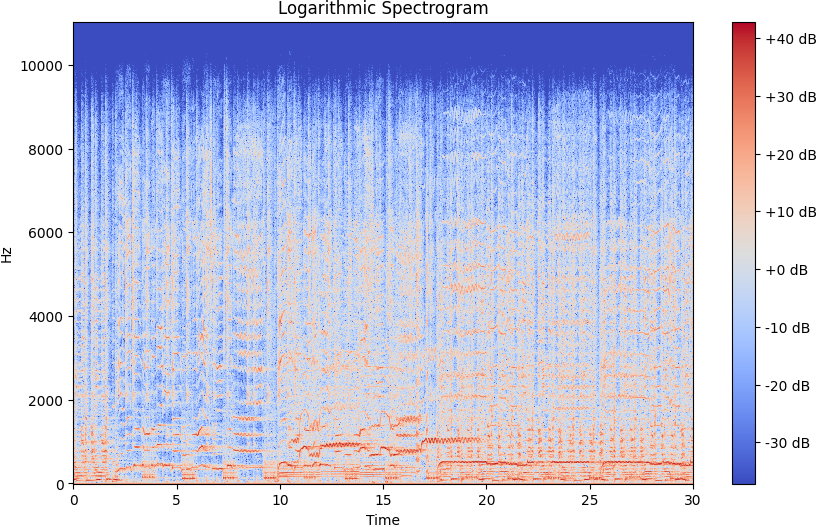 Logarithmic Spectrogram
Hz
10000
8000
6000
4000
2000
0
0 5 10 15 20 25 30
Time
+40 dB
+30 dB
+20 dB
+10 dB
+0 dB
-10 dB
-20 dB
-30 dB